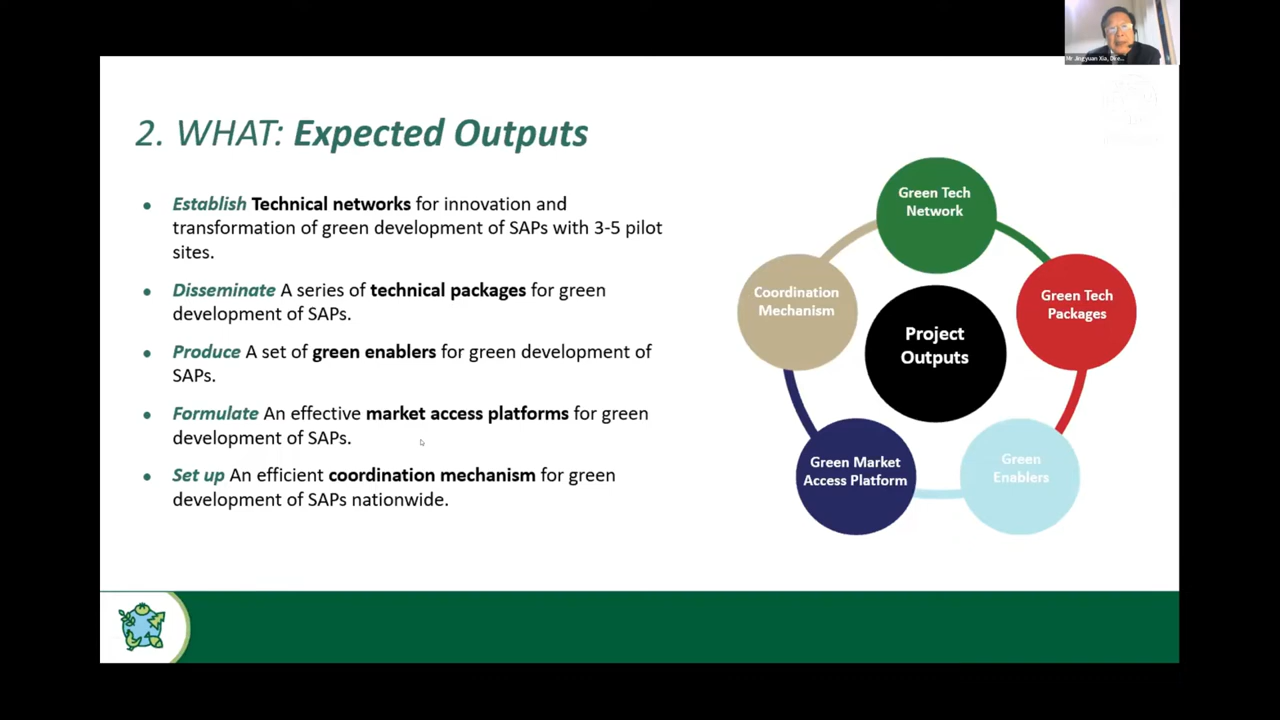 Mr Jingyuan Xia, Dire...
2. WHAT: Expected Outputs
• Establish Technical networks for innovation and
transformation of green development of SAPs with 3-5 pilot
sites.
• Disseminate A series of technical packages for green
development of SAPs.
• Produce A set of green enablers for green development of
SAPs.
• Formulate An effective market access platforms for green
development of SAPs.
• Set up An efficient coordination mechanism for green
development of SAPs nationwide.
Green Tech
Network
Green Tech
Packages
Green
Enablers
Green Market
Access Platform
Coordination
Mechanism
Project
Outputs